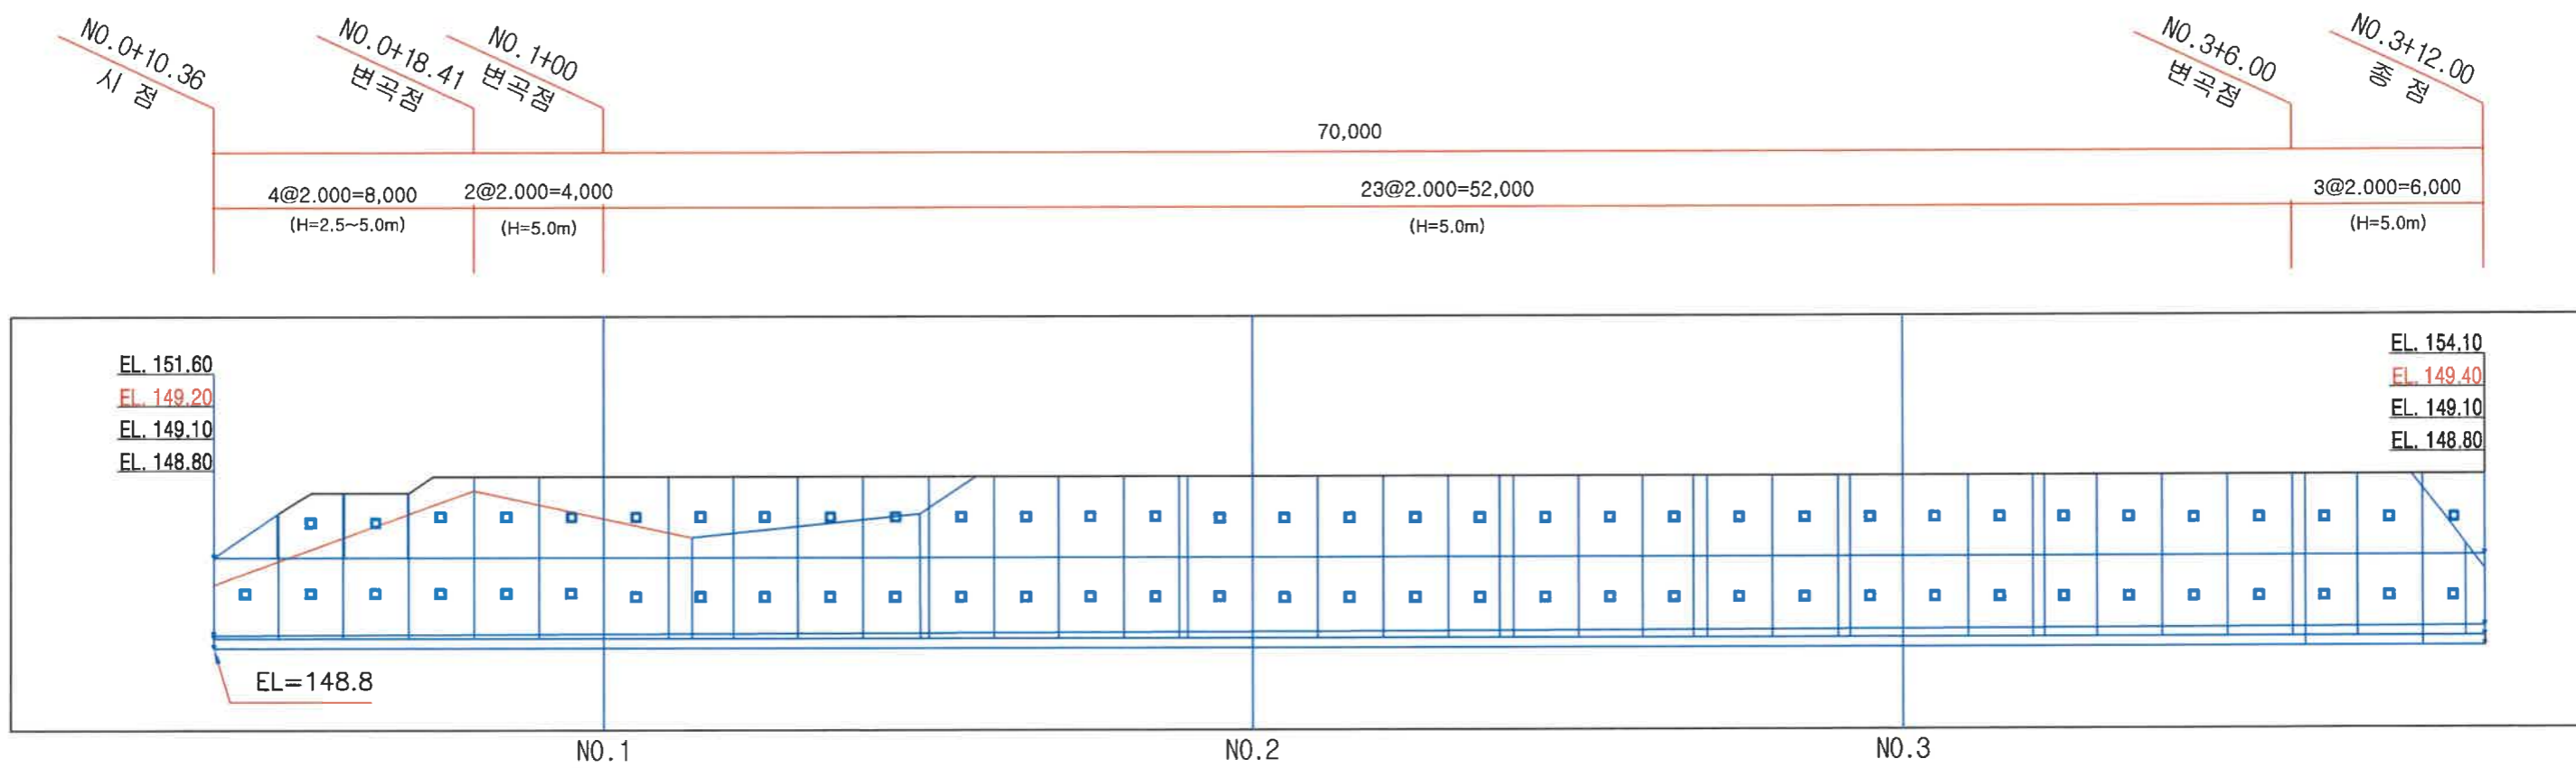 NO.0+10.36
시 점
NO.0+18.41
변곡점
NO.1+00
변곡점
NO.3+6.00
변곡점
NO.3+12.00
종 점
70,000
4@2.000=8,000
(H=2.5~5.0m)
2@2.000=4,000
(H=5.0m)
23@2.000=52,000
(H=5.0m)
3@2.000=6,000
(H=5.0m)
EL. 151.60
EL. 149.20
EL. 149.10
EL. 148.80
EL. 154.10
EL. 149.40
EL. 149.10
EL. 148.80
EL=148.8
NO.1
NO.2
NO.3